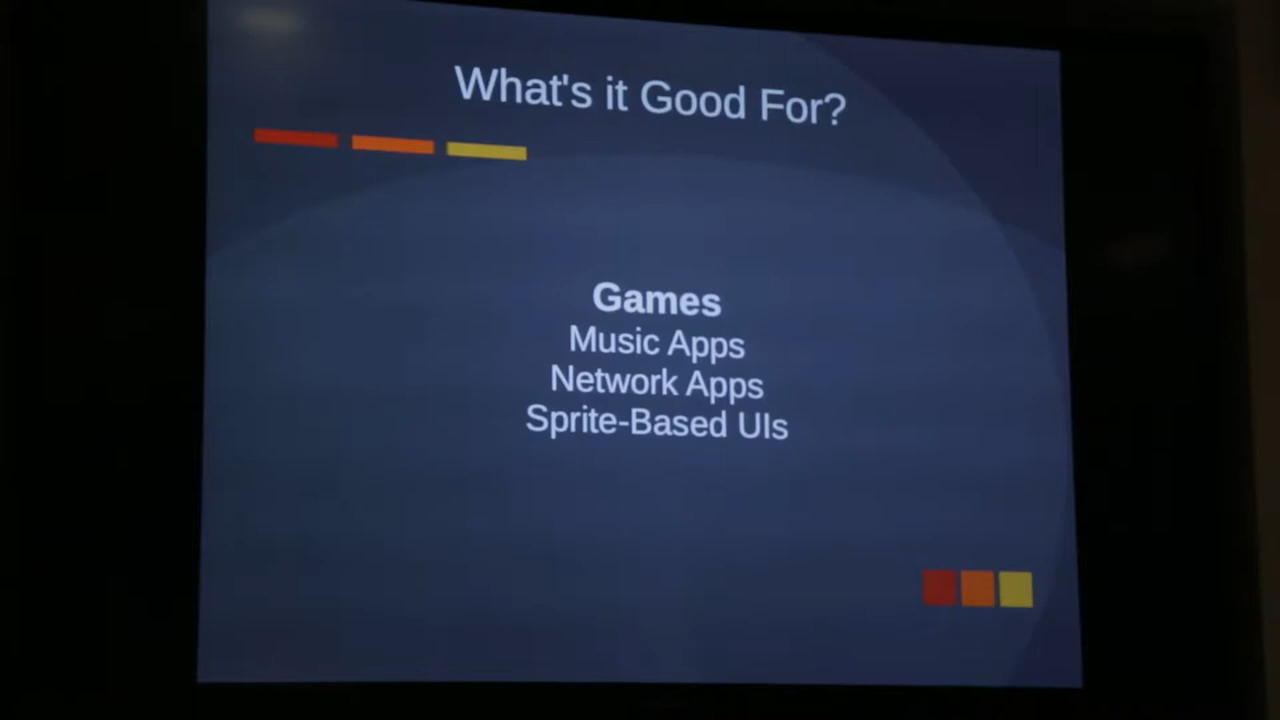 What's it Good For?
Games
Music Apps
Network Apps
Sprite-Based UIs